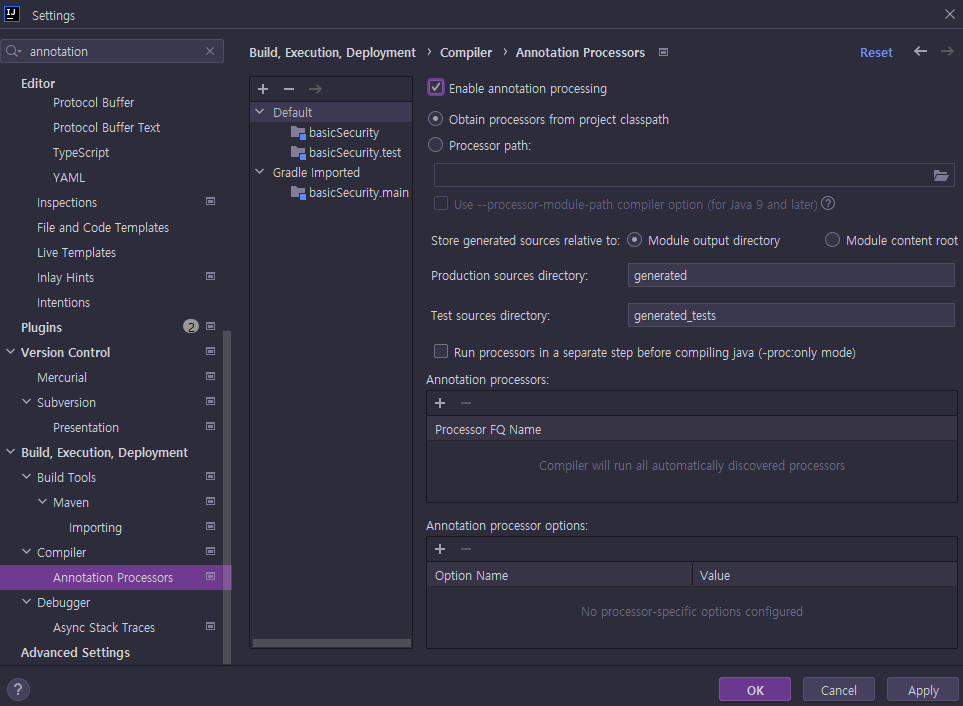 Settings
annotation
Editor
Protocol Buffer
Protocol Buffer Text
TypeScript
YAML
Inspections
File and Code Templates
Live Templates
Inlay Hints
Intentions
Plugins 2
Version Control
Mercurial
Subversion
Presentation
Build, Execution, Deployment
Build Tools
Maven
Importing
Compiler
Annotation Processors
Debugger
Async Stack Traces
Advanced Settings
Build, Execution, Deployment › Compiler › Annotation Processors
Reset
Default
basicSecurity
basicSecurity.test
Gradle Imported
basicSecurity.main
Enable annotation processing
Obtain processors from project classpath
Processor path:
Use --processor-module-path compiler option (for Java 9 and later) ?
Store generated sources relative to: Module output directory Module content root
Production sources directory: generated
Test sources directory: generated_tests
Run processors in a separate step before compiling java (-proc:only mode)
Annotation processors:
Processor FQ Name
Compiler will run all automatically discovered processors
Annotation processor options:
Option Name Value
No processor-specific options configured
? OK Cancel Apply